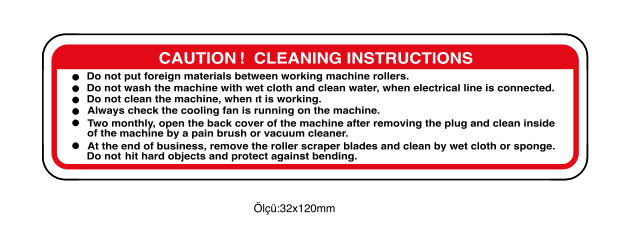 CAUTION! CLEANING INSTRUCTIONS
● Do not put foreign materials between working machine rollers.
● Do not wash the machine with wet cloth and clean water, when electrical line is connected.
● Do not clean the machine, when ıt is working.
● Always check the cooling fan is running on the machine.
● Two monthly, open the back cover of the machine after removing the plug and clean inside
of the machine by a pain brush or vacuum cleaner.
● At the end of business, remove the roller scraper blades and clean by wet cloth or sponge.
Do not hit hard objects and protect against bending.
Ölçü:32x120mm